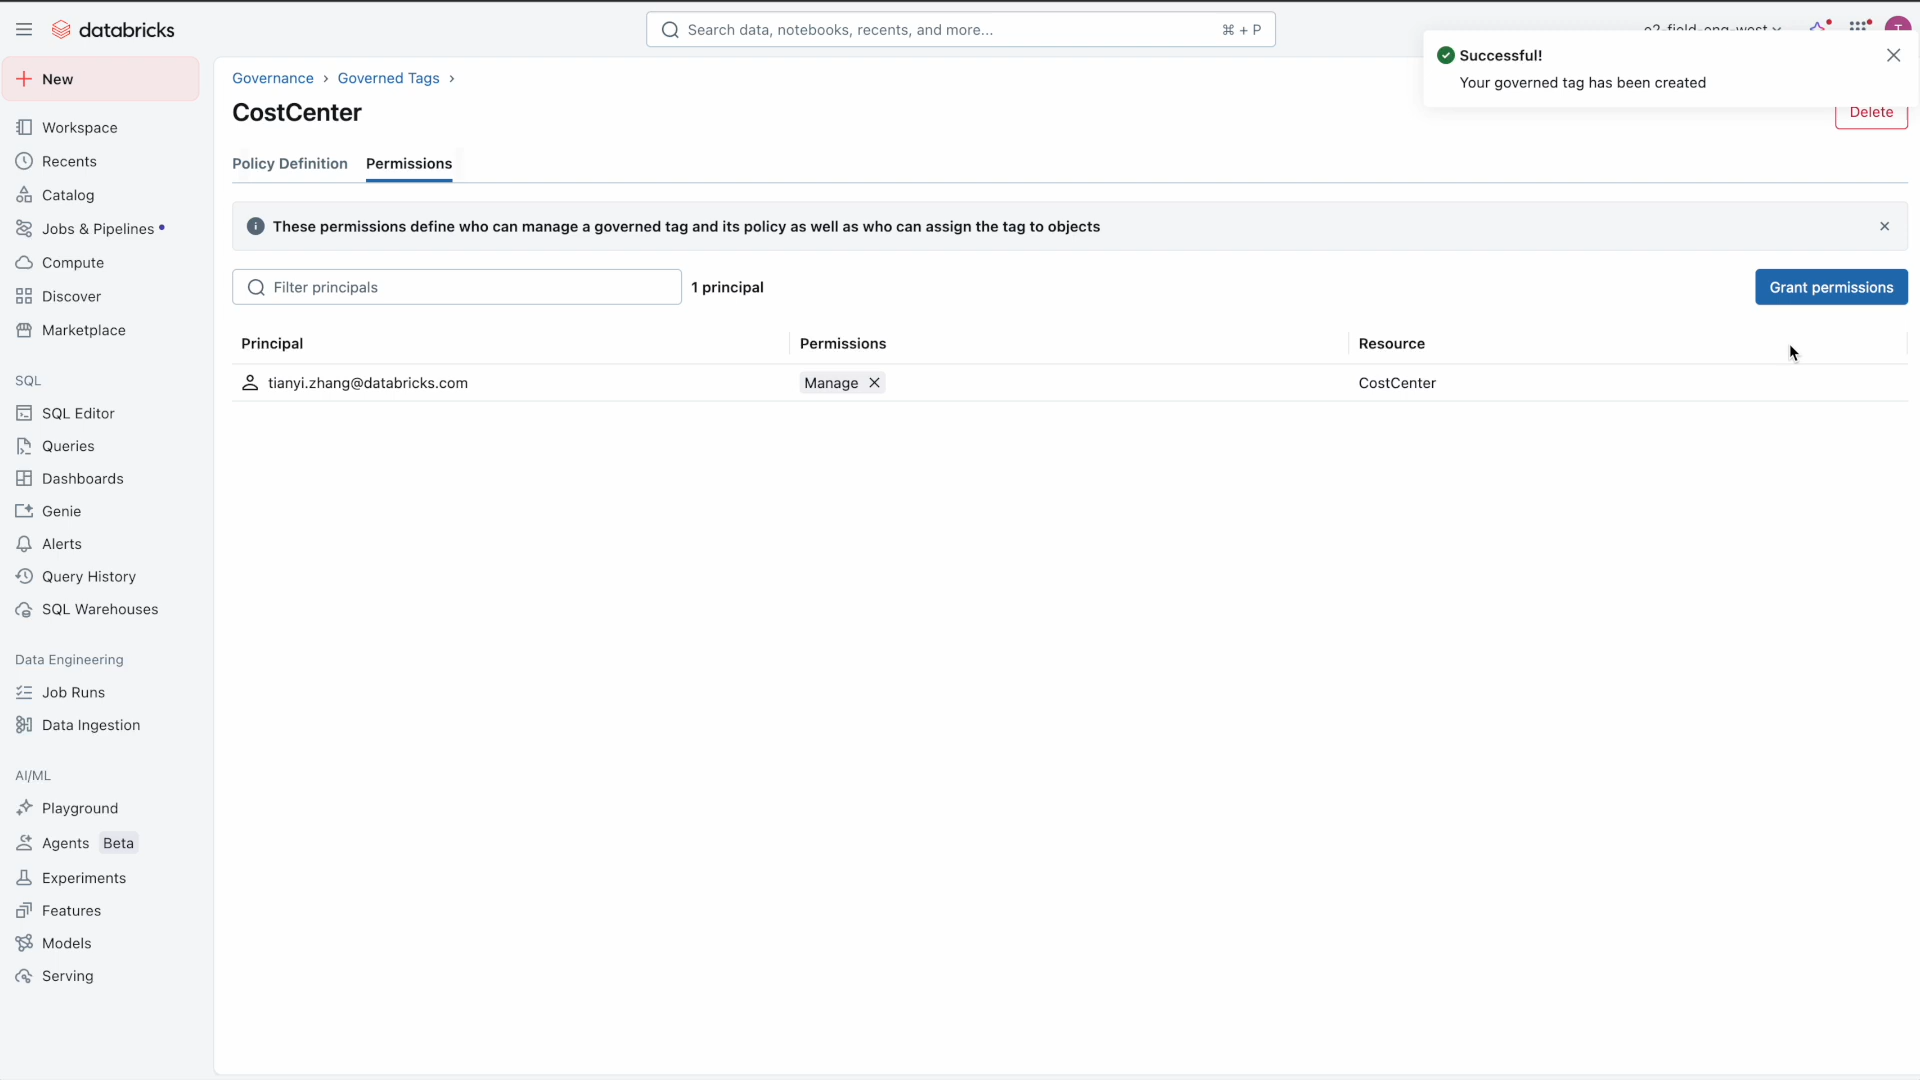 databricks
Search data, notebooks, recents, and more...
⌘ + P
Successful!
Your governed tag has been created
New
Workspace
Recents
Catalog
Jobs & Pipelines
Compute
Discover
Marketplace
SQL
SQL Editor
Queries
Dashboards
Genie
Alerts
Query History
SQL Warehouses
Data Engineering
Job Runs
Data Ingestion
AI/ML
Playground
Agents Beta
Experiments
Features
Models
Serving
Governance › Governed Tags ›
CostCenter
Delete
Policy Definition Permissions
These permissions define who can manage a governed tag and its policy as well as who can assign the tag to objects
Filter principals
1 principal
Grant permissions
Principal Permissions Resource
tianyi.zhang@databricks.com Manage CostCenter